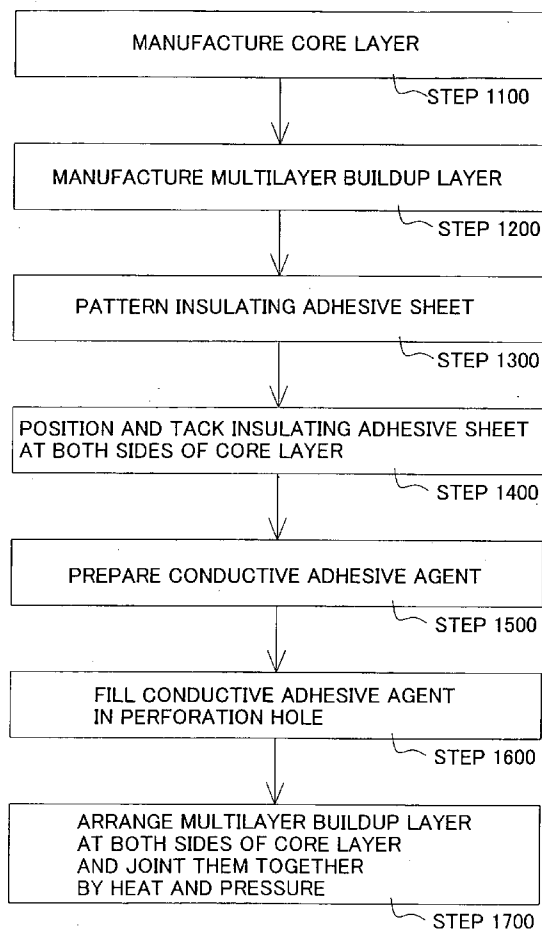 MANUFACTURE CORE LAYER
STEP 1100
MANUFACTURE MULTILAYER BUILDUP LAYER
STEP 1200
PATTERN INSULATING ADHESIVE SHEET
STEP 1300
POSITION AND TACK INSULATING ADHESIVE SHEET
AT BOTH SIDES OF CORE LAYER
STEP 1400
PREPARE CONDUCTIVE ADHESIVE AGENT
STEP 1500
FILL CONDUCTIVE ADHESIVE AGENT
IN PERFORATION HOLE
STEP 1600
ARRANGE MULTILAYER BUILDUP LAYER
AT BOTH SIDES OF CORE LAYER
AND JOINT THEM TOGETHER
BY HEAT AND PRESSURE
STEP 1700